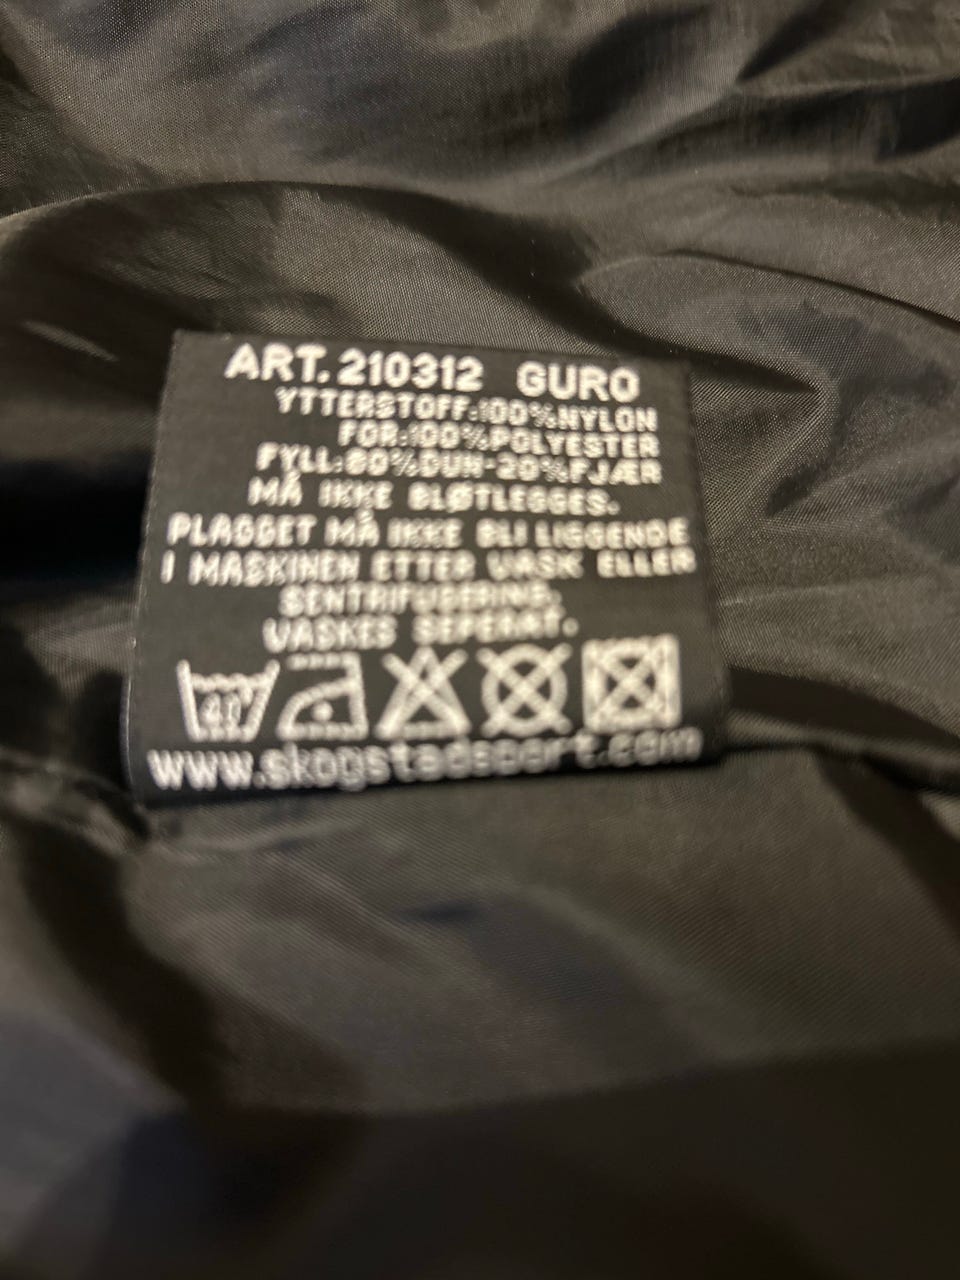 ART. 210312 GURO
YTTERSTOFF:100%NYLON
FÔR:100%POLYESTER
FYLL:80%DUN-20%FJÆR
MÅ IKKE BLØTLEGGES.
PLAGGET MÅ IKKE BLI LIGGENDE
I MASKINEN ETTER VASK ELLER
SENTRIFUGERING.
VASKES SEPERAT.
40
www.skogstadsport.com